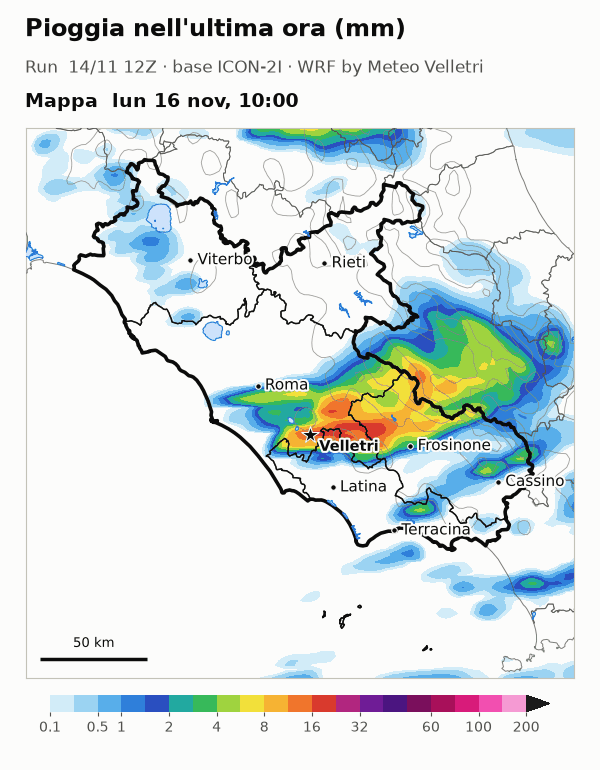 Pioggia nell'ultima ora (mm)
Run  14/11 12Z · base ICON-2I · WRF by Meteo Velletri
Mappa  lun 16 nov, 10:00
Viterbo
Rieti
Roma
Velletri
Frosinone
Latina
Cassino
Terracina
50 km
0.1 0.5 1 2 4 8 16 32 60 100 200